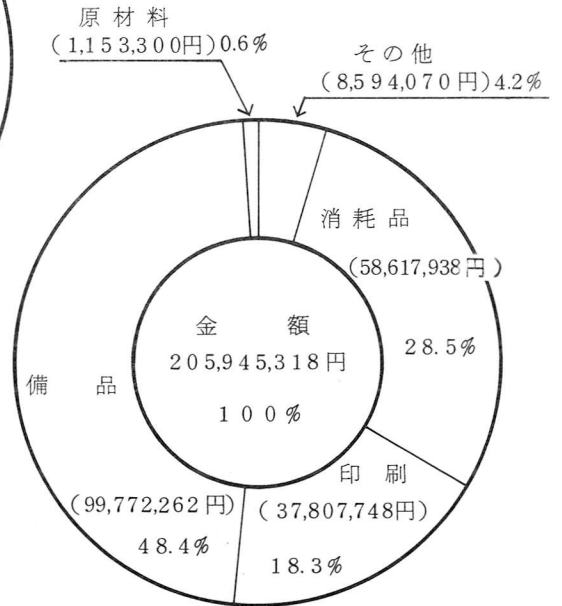 原材料
(1,153,300円)0.6%
その他
(8,594,070円)4.2%
消耗品
(58,617,938円)
28.5%
金額
205,945,318円
100%
備品
(99,772,262円)
48.4%
印刷
(37,807,748円)
18.3%